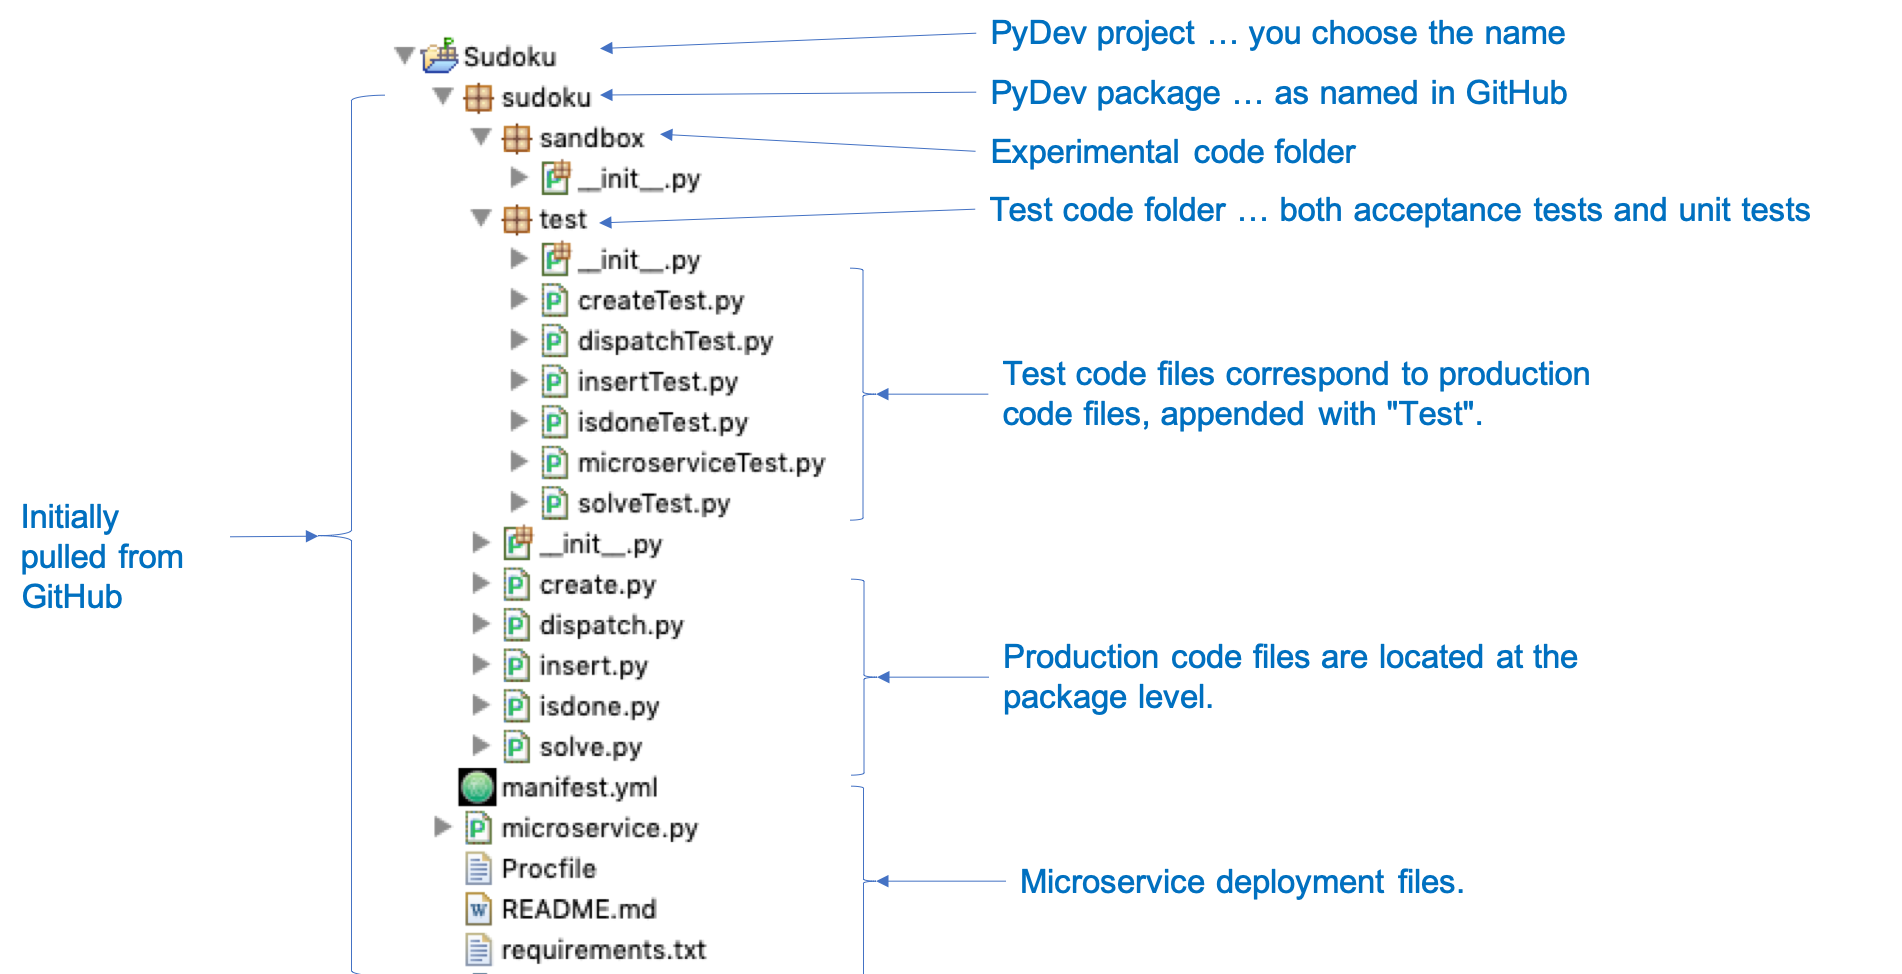 PyDev project … you choose the name
Sudoku
sudoku
PyDev package … as named in GitHub
sandbox
Experimental code folder
__init__.py
test
Test code folder … both acceptance tests and unit tests
__init__.py
createTest.py
dispatchTest.py
insertTest.py
Test code files correspond to production
code files, appended with "Test".
isdoneTest.py
microserviceTest.py
solveTest.py
Initially
pulled from
GitHub
__init__.py
create.py
dispatch.py
insert.py
Production code files are located at the
package level.
isdone.py
solve.py
manifest.yml
microservice.py
Procfile
Microservice deployment files.
README.md
requirements.txt